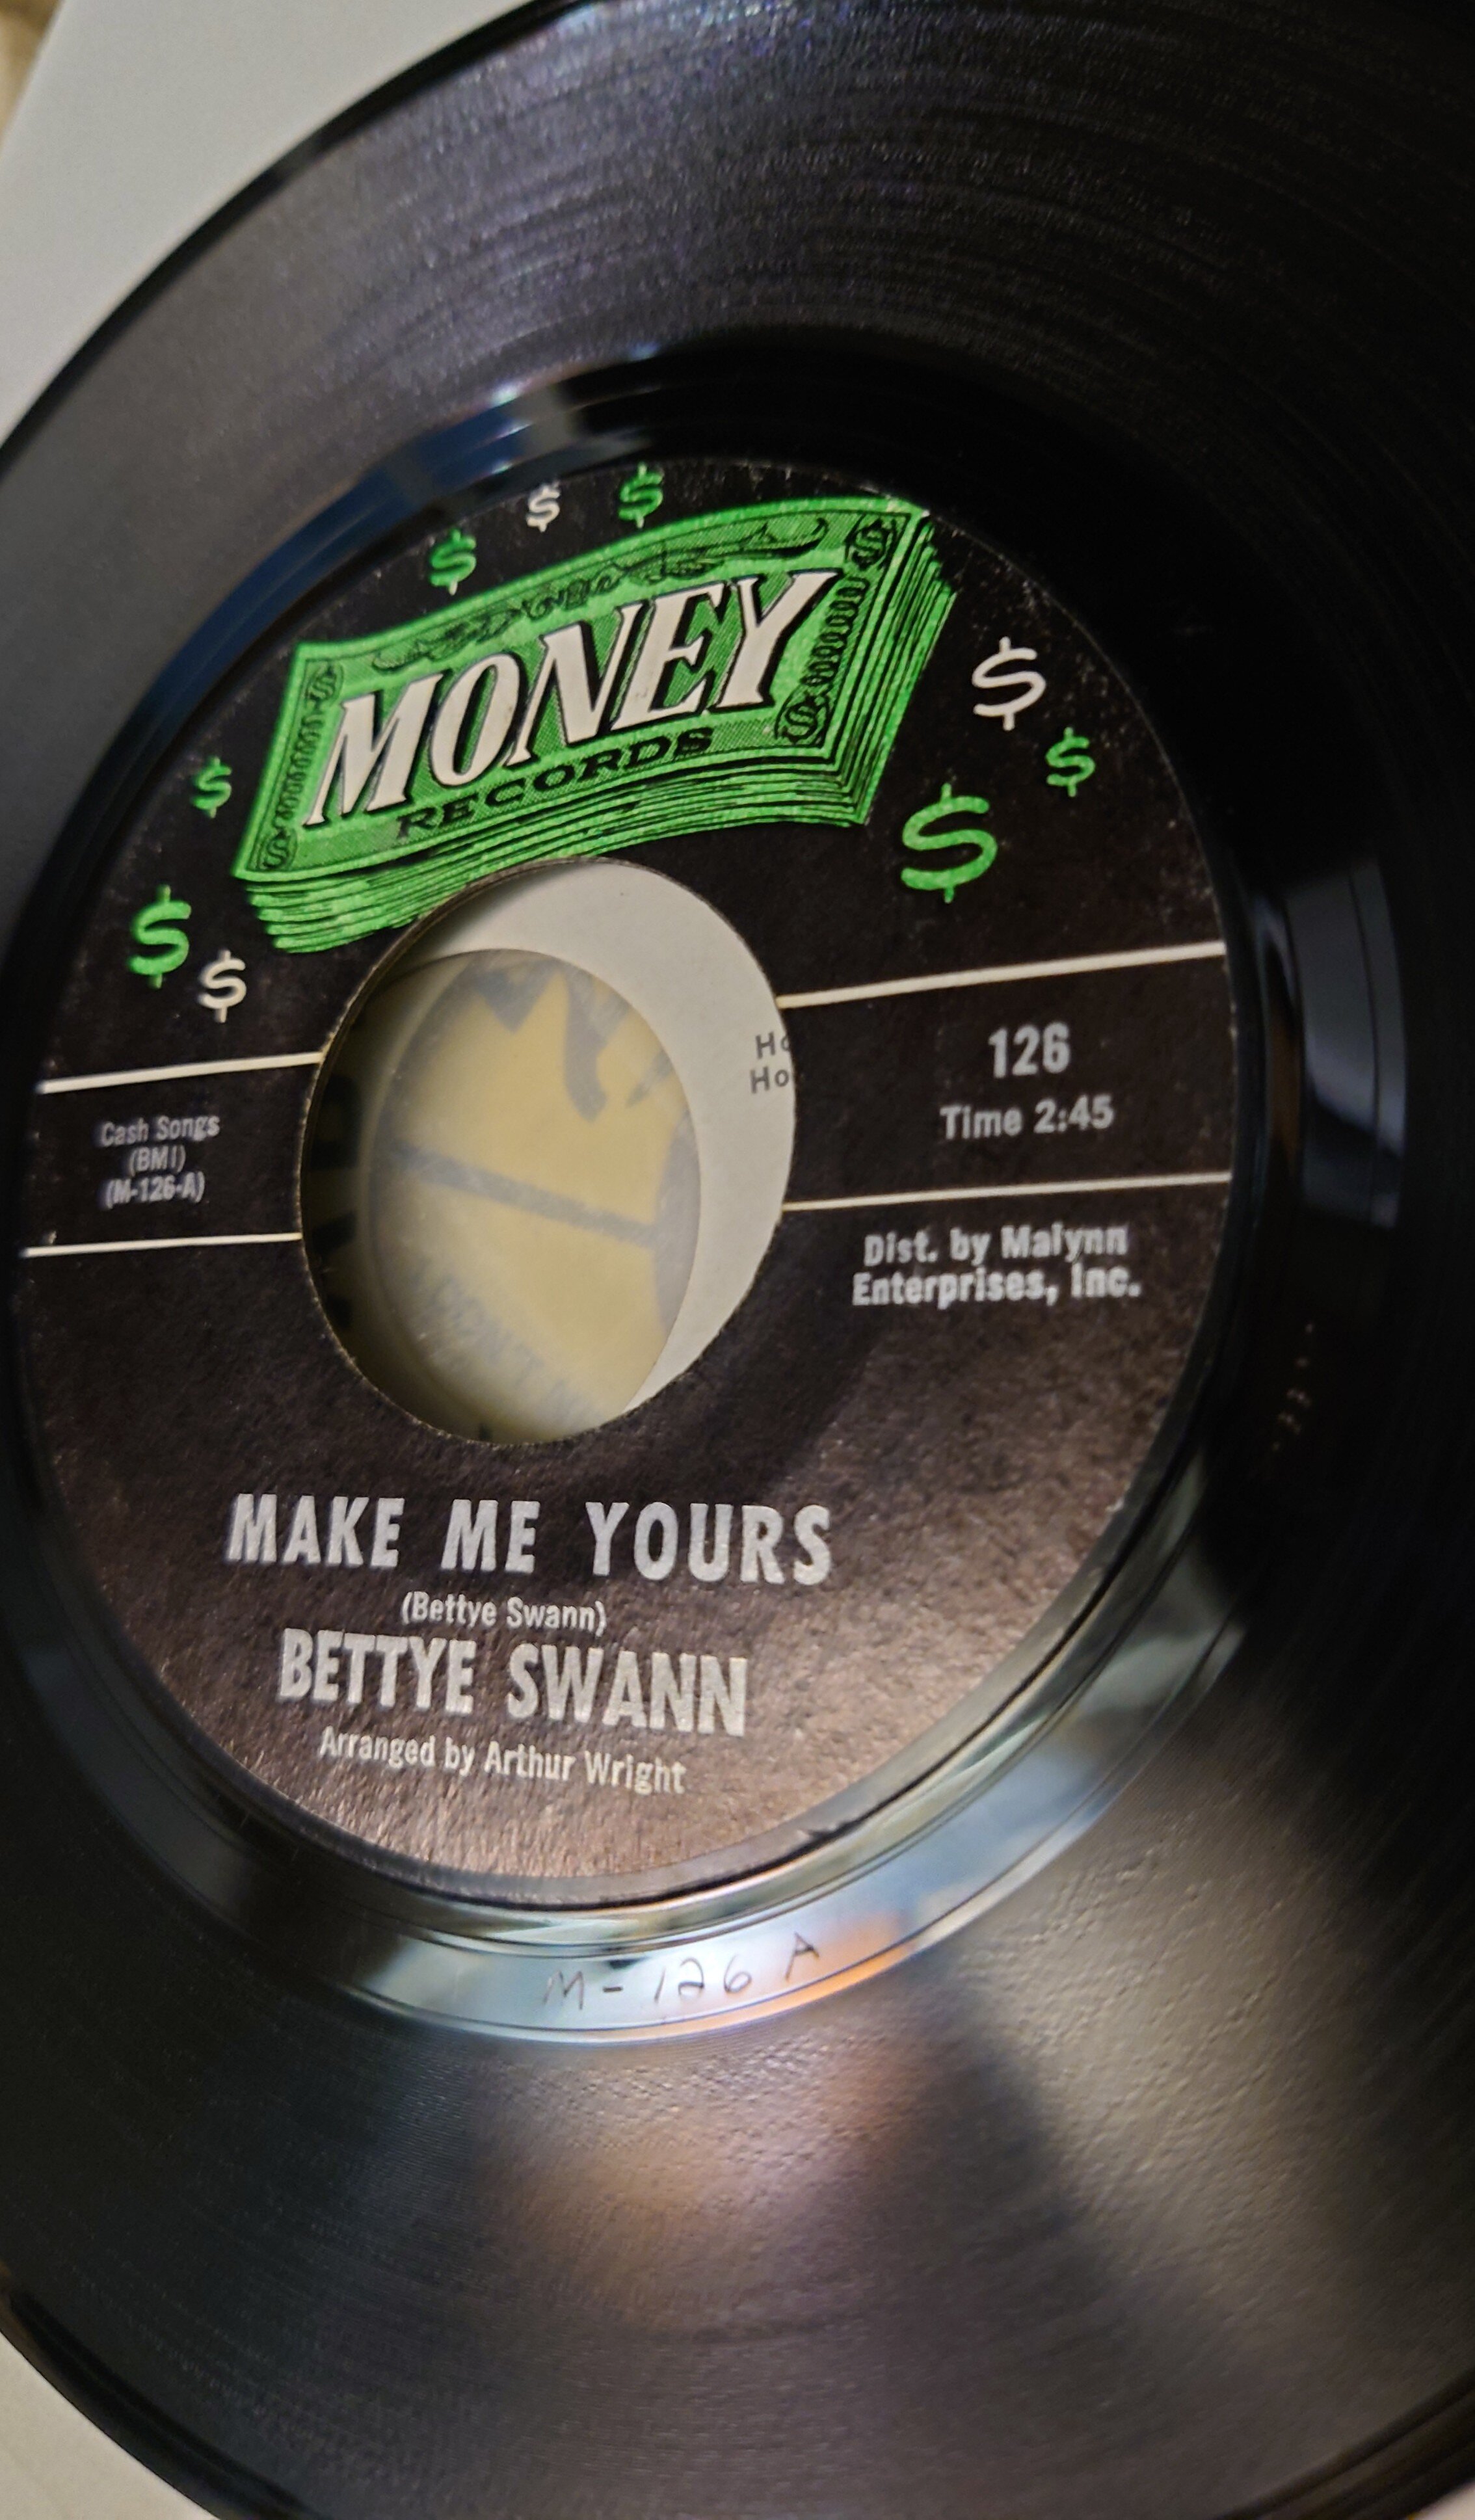 MONEY
RECORDS
126
Time 2:45
Cash Songs
(BMI)
(M-126-A)
Dist. by Malynn
Enterprises, Inc.
MAKE ME YOURS
(Bettye Swann)
BETTYE SWANN
Arranged by Arthur Wright
M-126 A